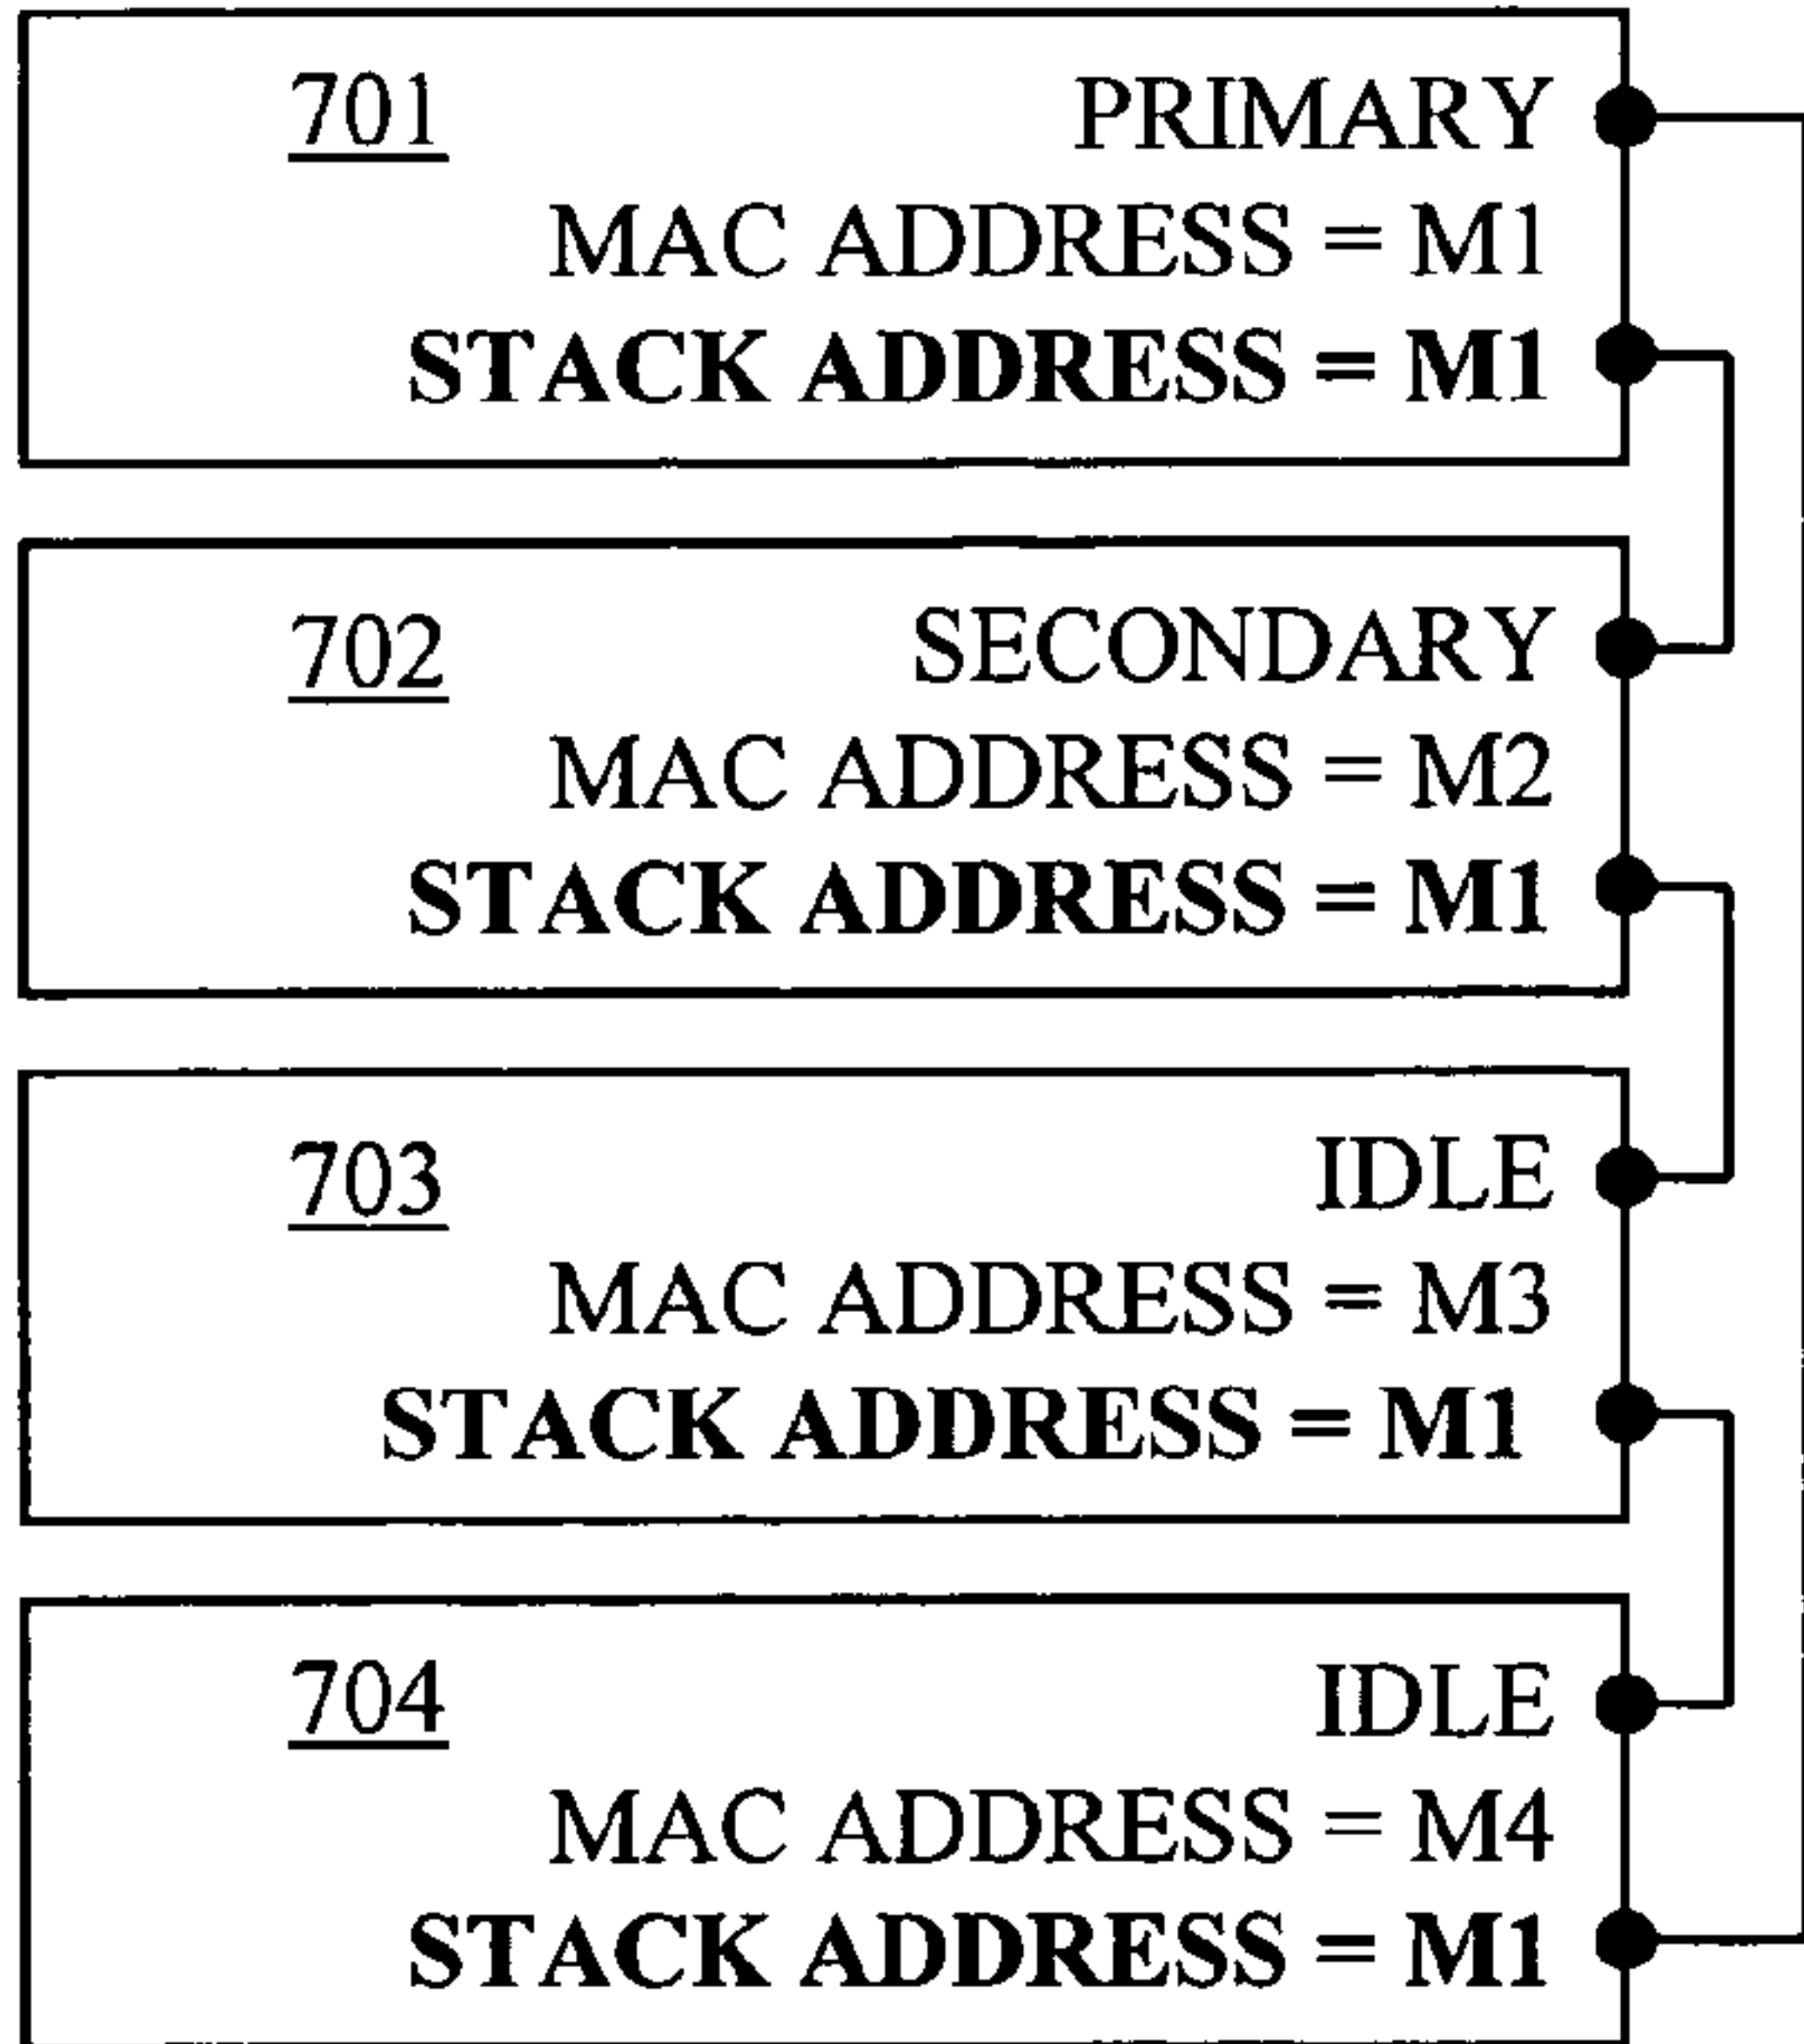 701 PRIMARY
MAC ADDRESS = M1
STACK ADDRESS = M1
702 SECONDARY
MAC ADDRESS = M2
STACK ADDRESS = M1
703 IDLE
MAC ADDRESS = M3
STACK ADDRESS = M1
704 IDLE
MAC ADDRESS = M4
STACK ADDRESS = M1